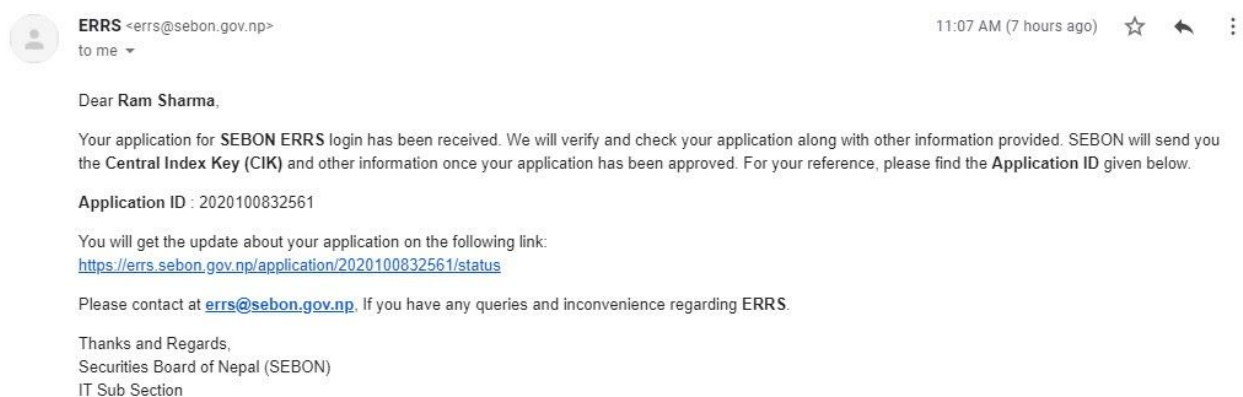 ERRS <errs@sebon.gov.np>
11:07 AM (7 hours ago)
to me
Dear Ram Sharma,
Your application for SEBON ERRS login has been received. We will verify and check your application along with other information provided. SEBON will send you
the Central Index Key (CIK) and other information once your application has been approved. For your reference, please find the Application ID given below.
Application ID : 2020100832561
You will get the update about your application on the following link:
https://errs.sebon.gov.np/application/2020100832561/status
Please contact at errs@sebon.gov.np, If you have any queries and inconvenience regarding ERRS.
Thanks and Regards,
Securities Board of Nepal (SEBON)
IT Sub Section